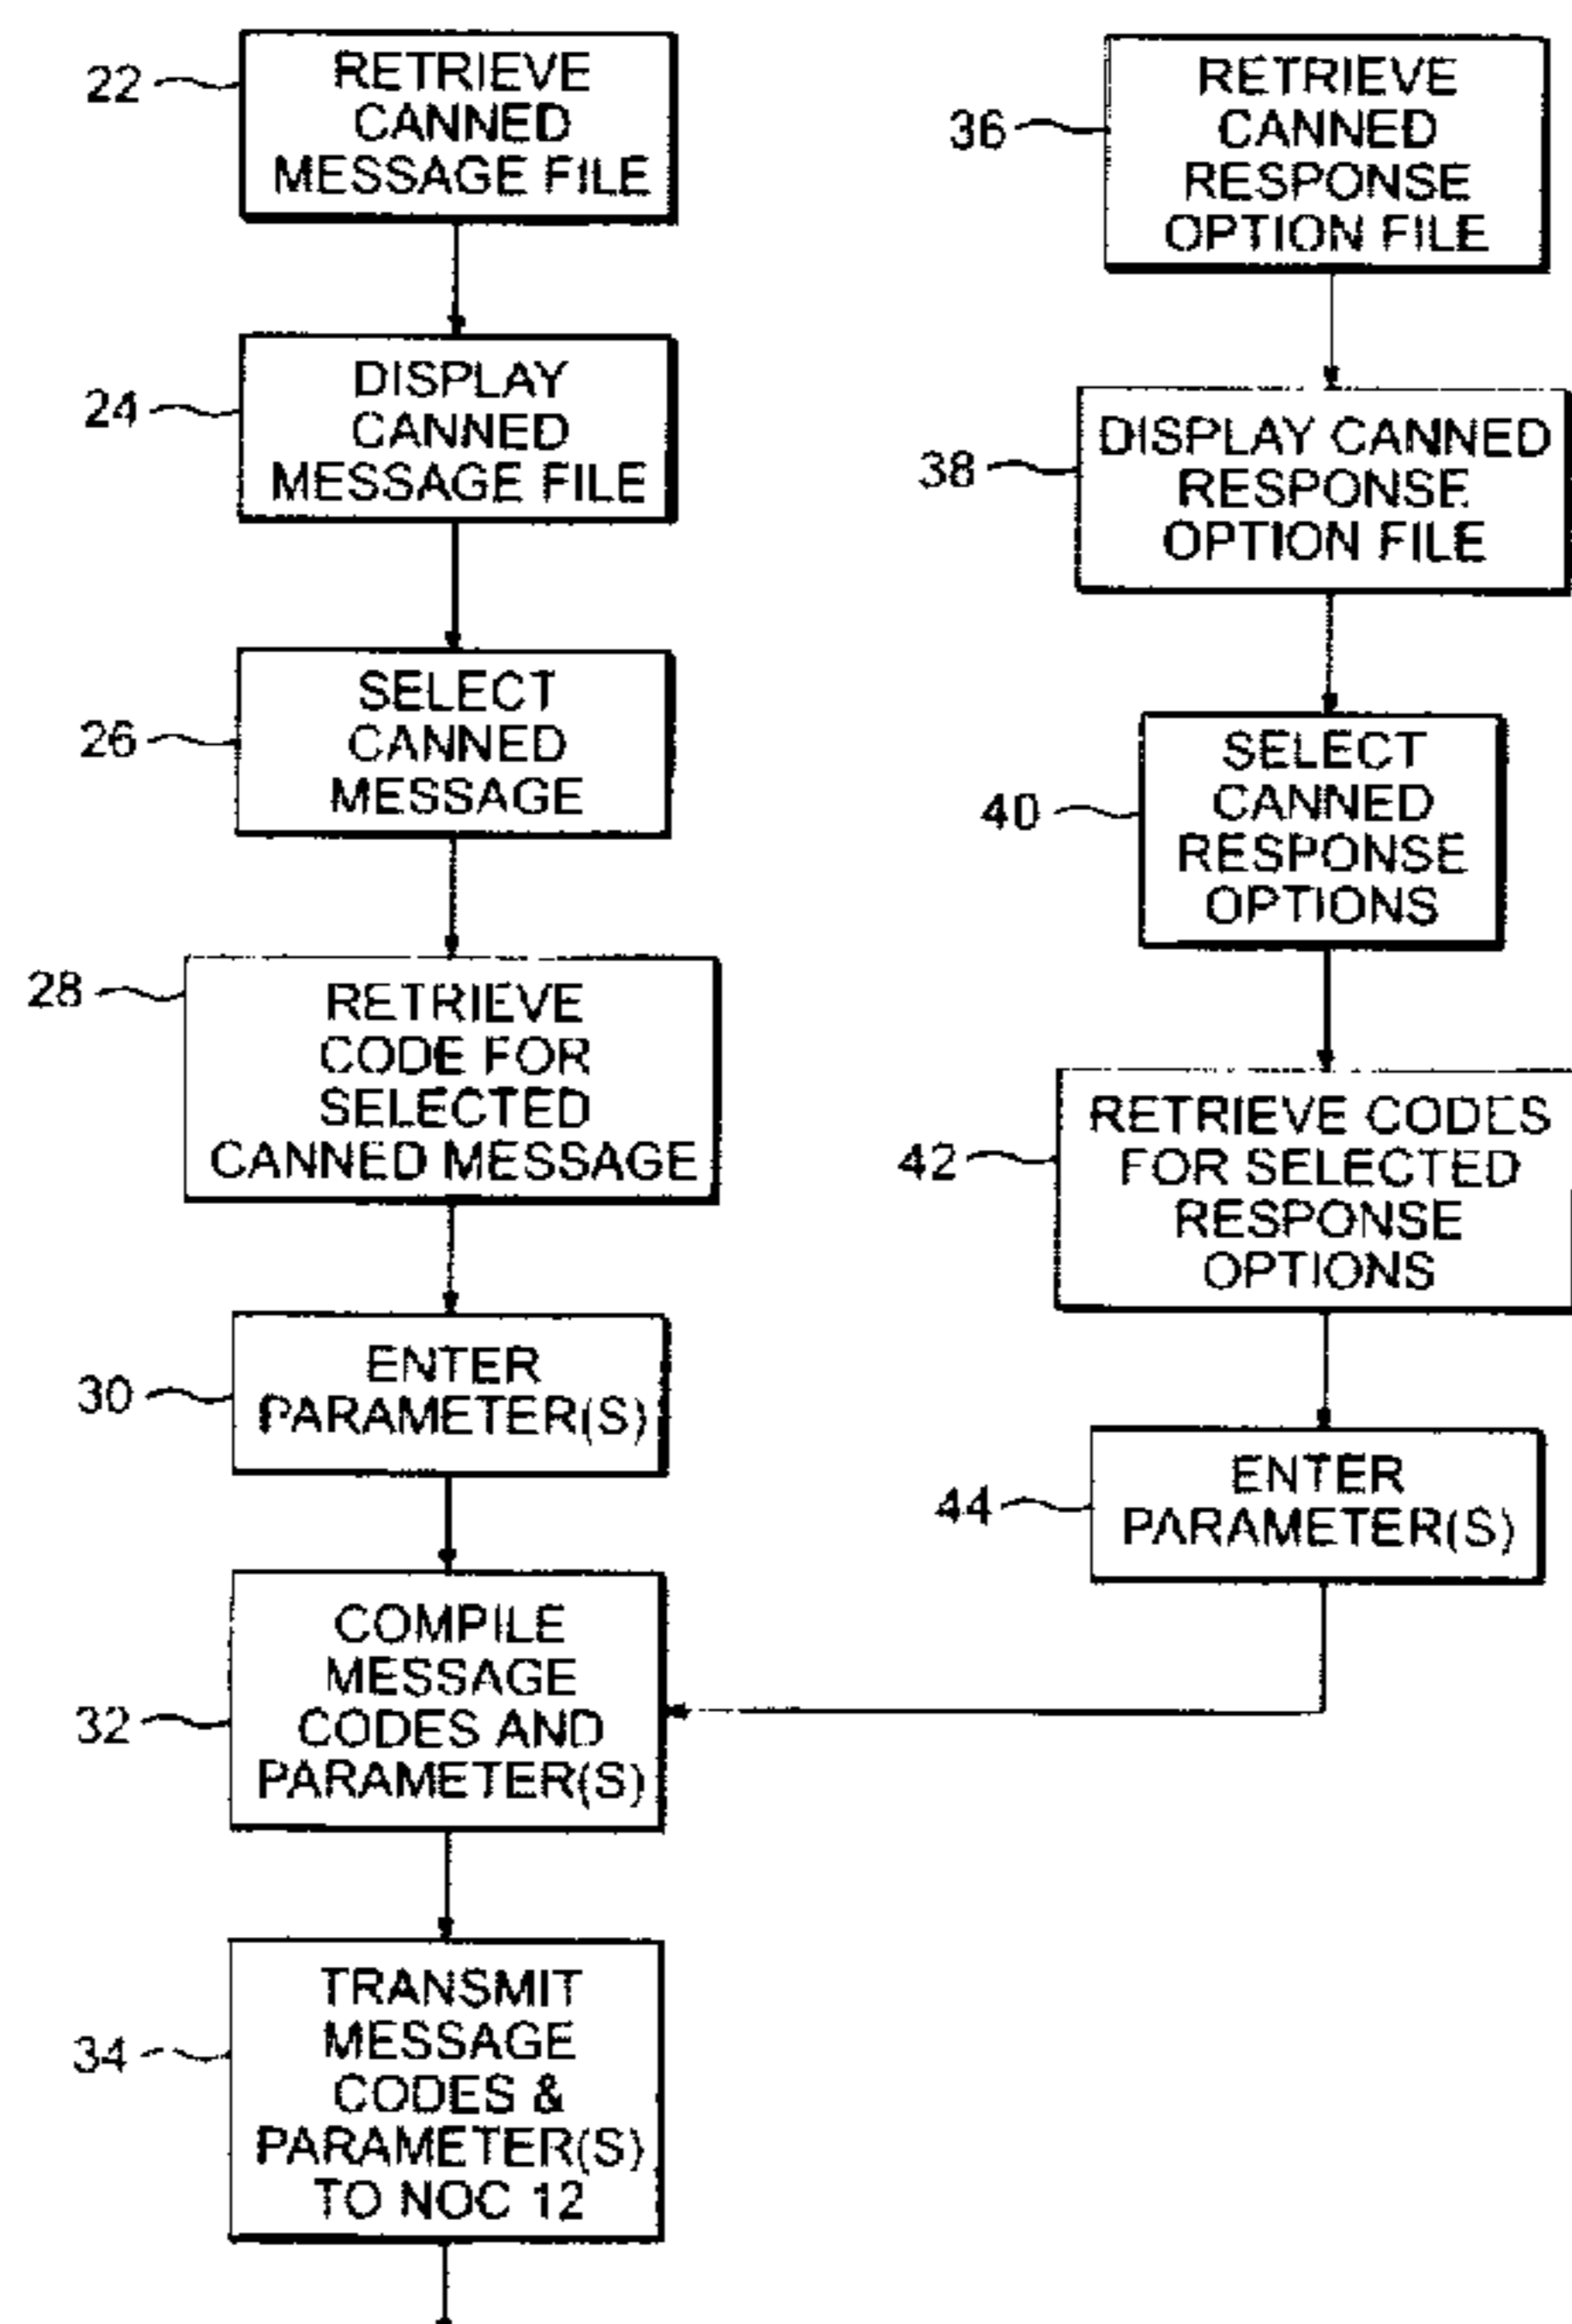 22
RETRIEVE
CANNED
MESSAGE FILE
24
DISPLAY
CANNED
MESSAGE FILE
26
SELECT
CANNED
MESSAGE
28
RETRIEVE
CODE FOR
SELECTED
CANNED MESSAGE
30
ENTER
PARAMETER(S)
32
COMPILE
MESSAGE
CODES AND
PARAMETER(S)
34
TRANSMIT
MESSAGE
CODES &
PARAMETER(S)
TO NOC 12
36
RETRIEVE
CANNED
RESPONSE
OPTION FILE
38
DISPLAY CANNED
RESPONSE
OPTION FILE
40
SELECT
CANNED
RESPONSE
OPTIONS
42
RETRIEVE CODES
FOR SELECTED
RESPONSE
OPTIONS
44
ENTER
PARAMETER(S)